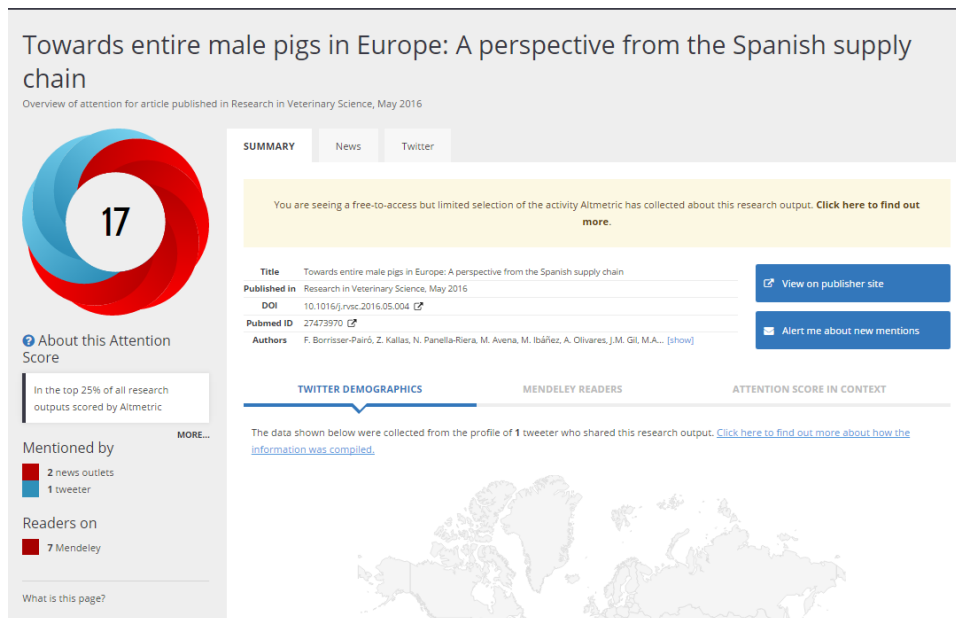 Towards entire male pigs in Europe: A perspective from the Spanish supply
chain
Overview of attention for article published in Research in Veterinary Science, May 2016
17
SUMMARY News Twitter
You are seeing a free-to-access but limited selection of the activity Altmetric has collected about this research output. Click here to find out
more.
Title Towards entire male pigs in Europe: A perspective from the Spanish supply chain
Published in Research in Veterinary Science, May 2016
DOI 10.1016/j.rvsc.2016.05.004
Pubmed ID 27473970
Authors F. Borrisser-Pairó, Z. Kallas, N. Panella-Riera, M. Avena, M. Ibáñez, A. Olivares, J.M. Gil, M.A... [show]
View on publisher site
Alert me about new mentions
? About this Attention
Score
In the top 25% of all research
outputs scored by Altmetric
MORE...
Mentioned by
2 news outlets
1 tweeter
Readers on
7 Mendeley
What is this page?
TWITTER DEMOGRAPHICS MENDELEY READERS ATTENTION SCORE IN CONTEXT
The data shown below were collected from the profile of 1 tweeter who shared this research output. Click here to find out more about how the
information was compiled.